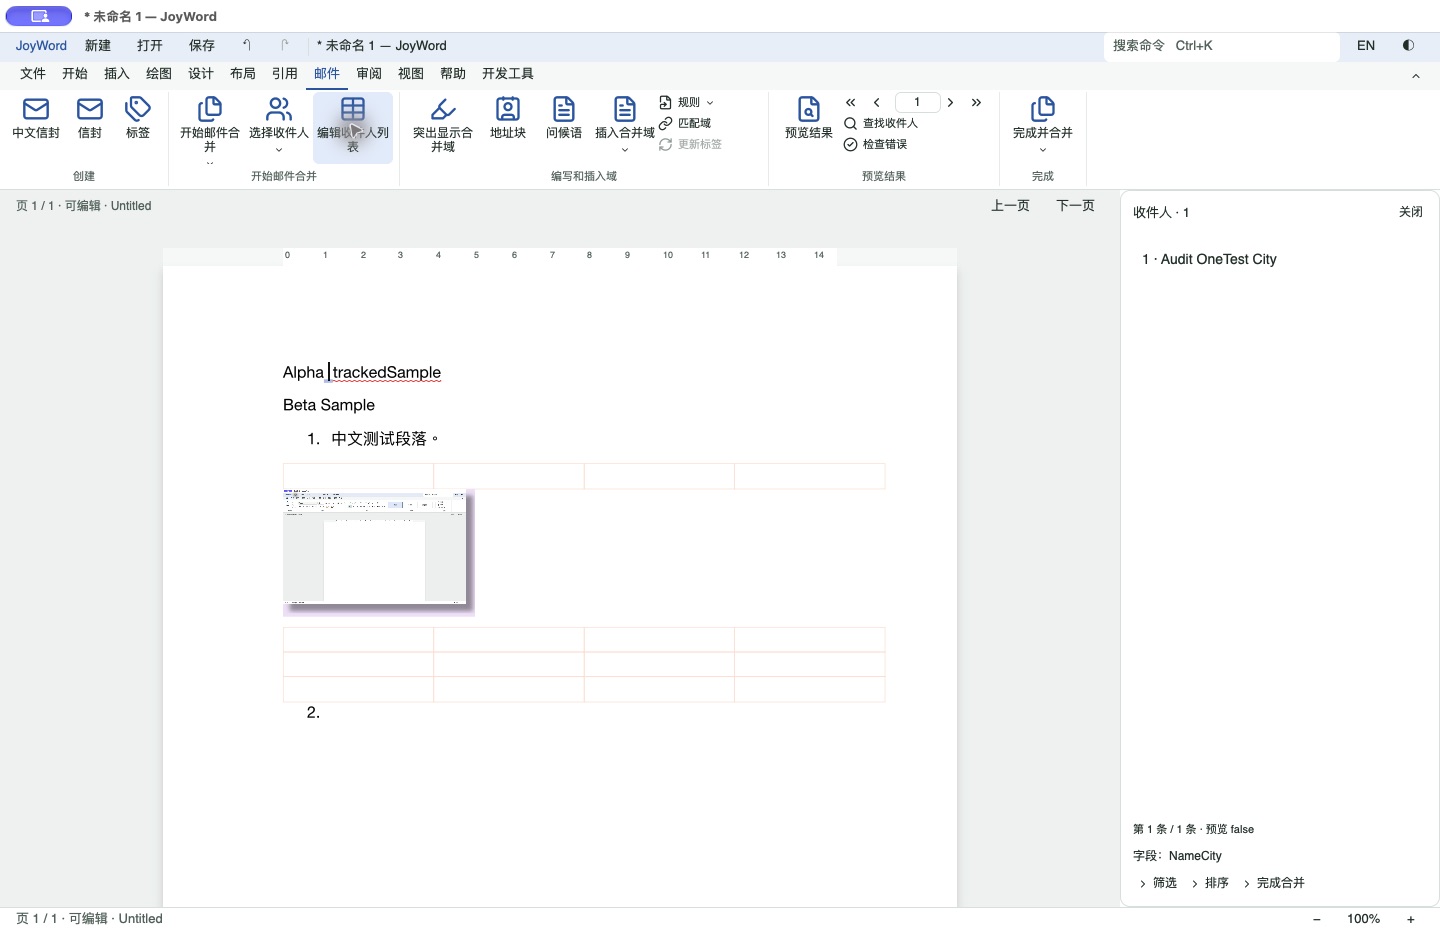 * 未命名 1 — JoyWord
JoyWord 新建 打开 保存 * 未命名 1 — JoyWord 搜索命令 Ctrl+K EN
文件 开始 插入 绘图 设计 布局 引用 邮件 审阅 视图 帮助 开发工具
中文信封 信封 标签
创建
开始邮件合并 选择收件人 编辑收件人列表
开始邮件合并
突出显示合并域 地址块 问候语 插入合并域
规则
匹配域
更新标签
编写和插入域
预览结果
1
查找收件人
检查错误
预览结果
完成并合并
完成
页 1 / 1 · 可编辑 · Untitled 上一页 下一页
0 1 2 3 4 5 6 7 8 9 10 11 12 13 14
Alpha trackedSample
Beta Sample
1. 中文测试段落。
2.
收件人 · 1 关闭
1 · Audit OneTest City
第 1 条 / 1 条 · 预览 false
字段：NameCity
筛选 排序 完成合并
页 1 / 1 · 可编辑 · Untitled − 100% +